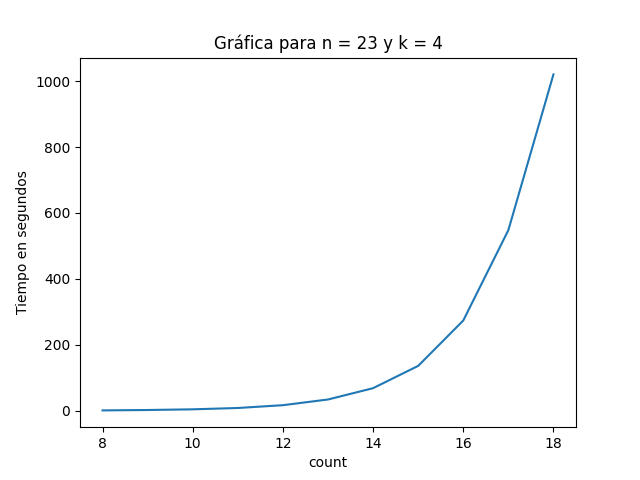 Gráfica para n = 23 y k = 4
1000
800
600
400
200
0
Tiempo en segundos
8 10 12 14 16 18
count